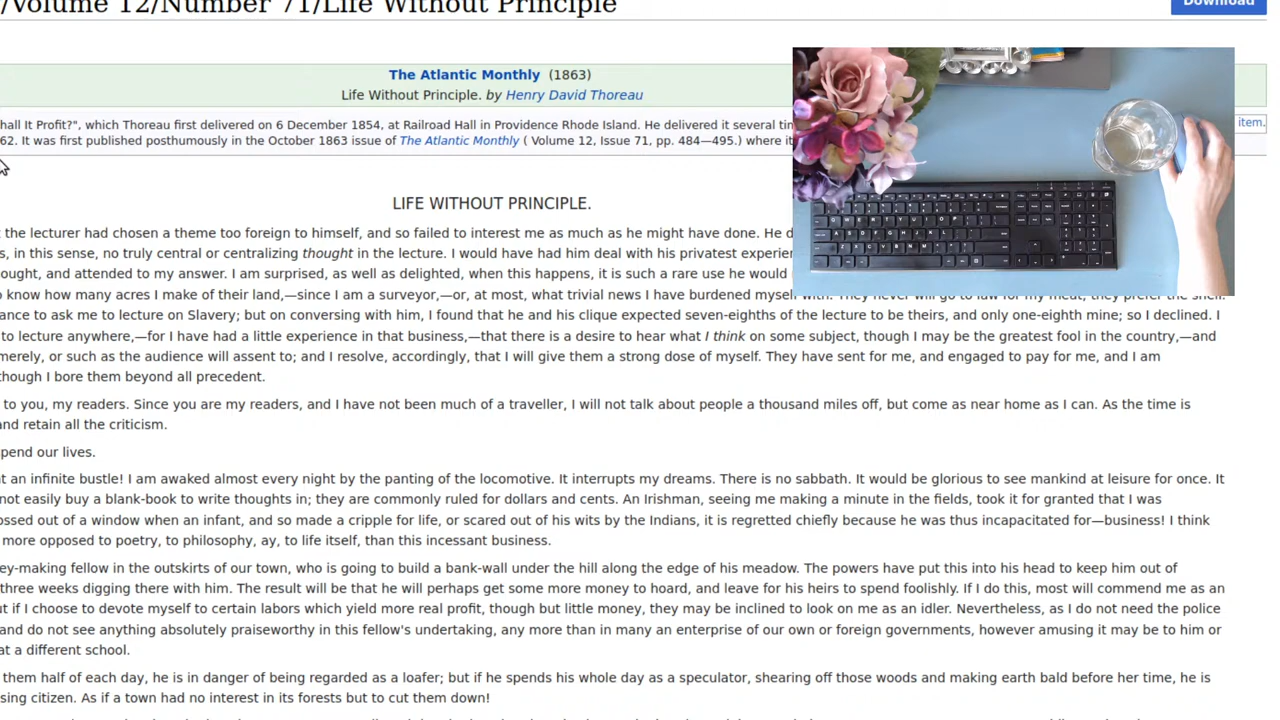 /Volume 12/Number 71/Life Without Principle
Download
The Atlantic Monthly (1863)
Life Without Principle. by Henry David Thoreau
hall It Profit?", which Thoreau first delivered on 6 December 1854, at Railroad Hall in Providence Rhode Island. He delivered it several
item.
62. It was first published posthumously in the October 1863 issue of The Atlantic Monthly ( Volume 12, Issue 71, pp. 484—495.) where
LIFE WITHOUT PRINCIPLE.
the lecturer had chosen a theme too foreign to himself, and so failed to interest me as much as he might have done. He
s, in this sense, no truly central or centralizing thought in the lecture. I would have had him deal with his privatest
ought, and attended to my answer. I am surprised, as well as delighted, when this happens, it is such a rare use he would
o know how many acres I make of their land,—since I am a surveyor,—or, at most, what trivial news I have burdened myself with. They never will go to law for my meat; they prefer the shell.
ance to ask me to lecture on Slavery; but on conversing with him, I found that he and his clique expected seven-eighths of the lecture to be theirs, and only one-eighth mine; so I declined. I
to lecture anywhere,—for I have had a little experience in that business,—that there is a desire to hear what I think on some subject, though I may be the greatest fool in the country,—and
merely, or such as the audience will assent to; and I resolve, accordingly, that I will give them a strong dose of myself. They have sent for me, and engaged to pay for me, and I am
though I bore them beyond all precedent.
to you, my readers. Since you are my readers, and I have not been much of a traveller, I will not talk about people a thousand miles off, but come as near home as I can. As the time is
and retain all the criticism.
pend our lives.
at an infinite bustle! I am awaked almost every night by the panting of the locomotive. It interrupts my dreams. There is no sabbath. It would be glorious to see mankind at leisure for once. It
not easily buy a blank-book to write thoughts in; they are commonly ruled for dollars and cents. An Irishman, seeing me making a minute in the fields, took it for granted that I was
ossed out of a window when an infant, and so made a cripple for life, or scared out of his wits by the Indians, it is regretted chiefly because he was thus incapacitated for—business! I think
more opposed to poetry, to philosophy, ay, to life itself, than this incessant business.
ey-making fellow in the outskirts of our town, who is going to build a bank-wall under the hill along the edge of his meadow. The powers have put this into his head to keep him out of
three weeks digging there with him. The result will be that he will perhaps get some more money to hoard, and leave for his heirs to spend foolishly. If I do this, most will commend me as an
ut if I choose to devote myself to certain labors which yield more real profit, though but little money, they may be inclined to look on me as an idler. Nevertheless, as I do not need the police
and do not see anything absolutely praiseworthy in this fellow's undertaking, any more than in many an enterprise of our own or foreign governments, however amusing it may be to him or
at a different school.
them half of each day, he is in danger of being regarded as a loafer; but if he spends his whole day as a speculator, shearing off those woods and making earth bald before her time, he is
sing citizen. As if a town had no interest in its forests but to cut them down!